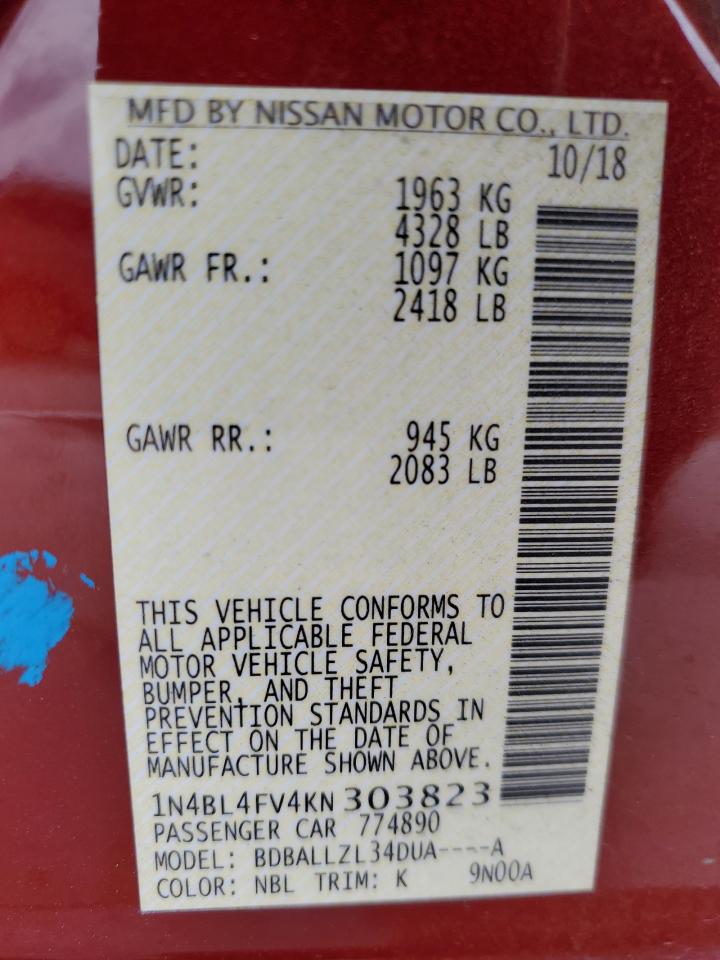 MFD BY NISSAN MOTOR CO., LTD.
DATE: 10/18
GVWR: 1963 KG
4328 LB
GAWR FR.: 1097 KG
2418 LB
GAWR RR.: 945 KG
2083 LB
THIS VEHICLE CONFORMS TO
ALL APPLICABLE FEDERAL
MOTOR VEHICLE SAFETY,
BUMPER, AND THEFT
PREVENTION STANDARDS IN
EFFECT ON THE DATE OF
MANUFACTURE SHOWN ABOVE.
1N4BL4FV4KN303823
PASSENGER CAR 774890
MODEL: BDBALLZL34DUA----A
COLOR: NBL TRIM: K 9N00A